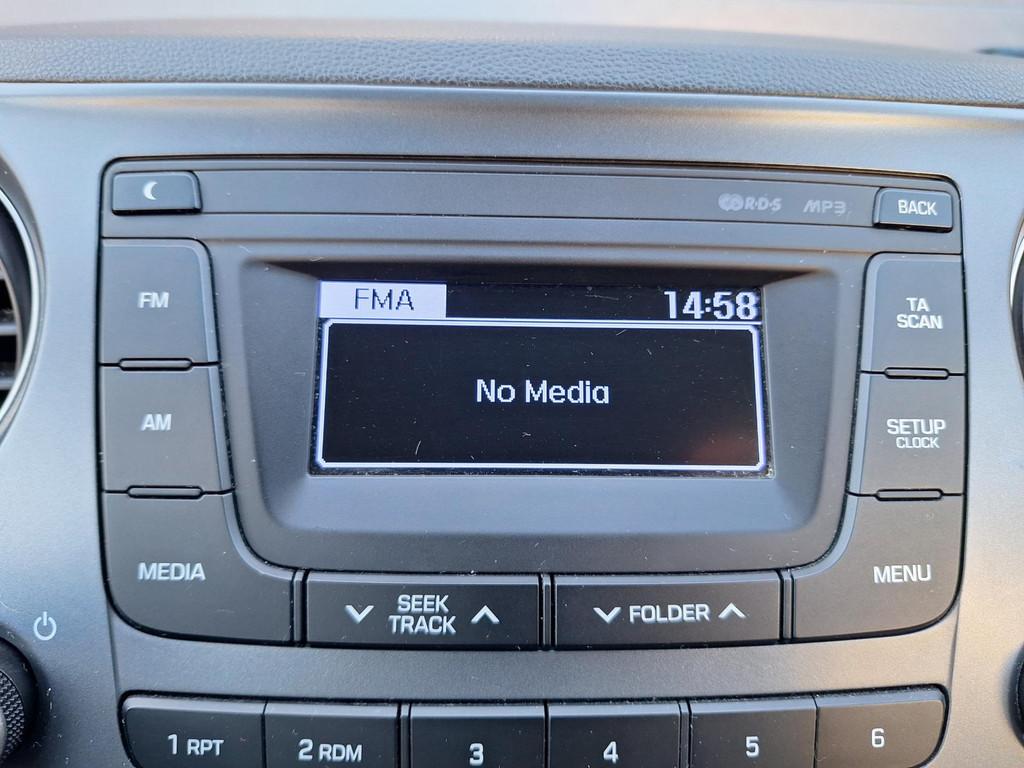 R·D·S MP3 BACK
FM
FMA 14:58
TA
SCAN
No Media
AM
SETUP
CLOCK
MEDIA
SEEK
TRACK
FOLDER
MENU
1 RPT
2 RDM
3
4
5
6